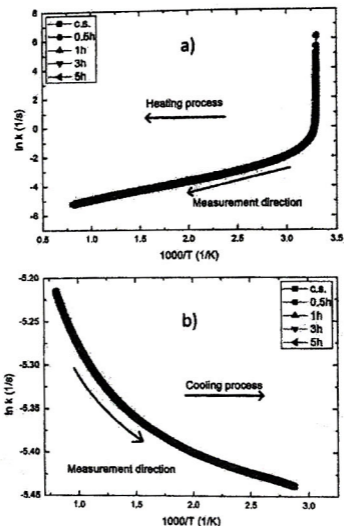 a)
c.s.
0.5h
1h
3h
5h
Heating process
Measurement direction
ln k (1/s)
8
6
4
2
0
-2
-4
-6
0.5
1.0
1.5
2.0
2.5
3.0
3.5
1000/T (1/K)
b)
c.s.
0.5h
1h
3h
5h
Cooling process
Measurement direction
ln k (1/s)
-5.20
-5.25
-5.30
-5.35
-5.40
-5.45
1.0
1.5
2.0
2.5
3.0
1000/T (1/K)